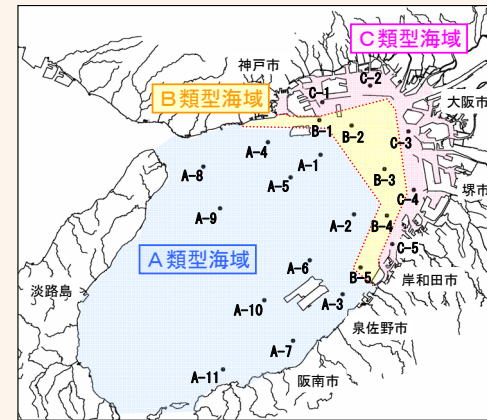 C類型海域
神戸市
C-2
B類型海域
C-1
大阪市
B-1
B-2
C-3
A-4
A-1
A-8
A-5
B-3
堺市
C-4
A-9
A-2
B-4
C-5
A類型海域
A-6
B-5
岸和田市
淡路島
A-10
A-3
泉佐野市
A-7
A-11
阪南市